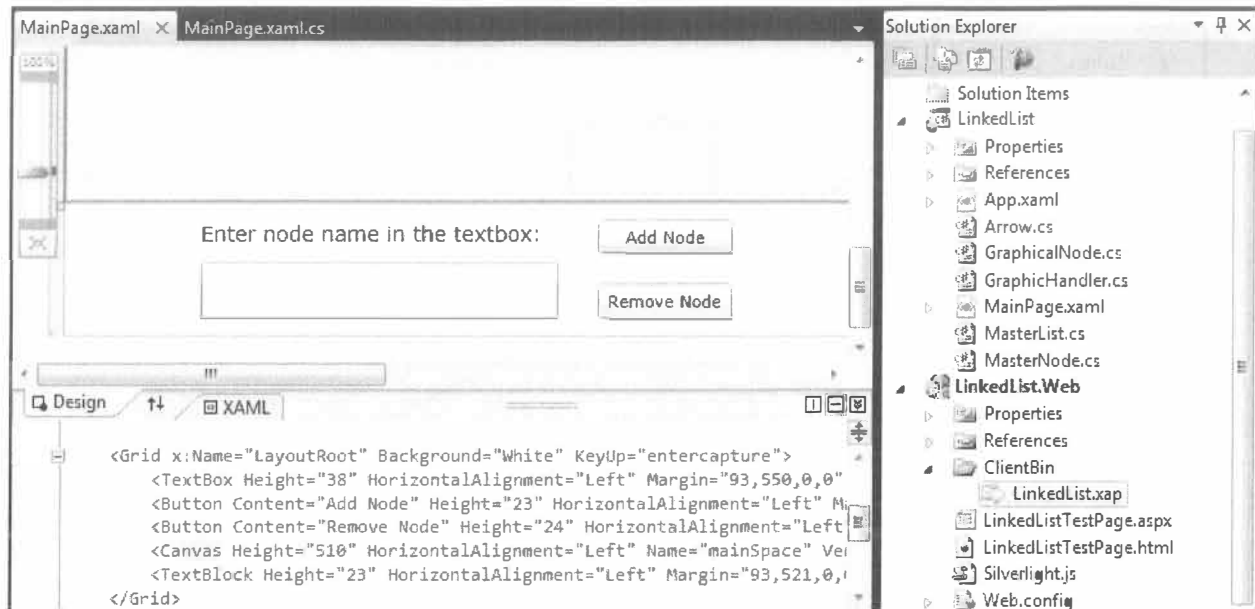 MainPage.xaml × MainPage.xaml.cs
100%
Enter node name in the textbox:
Add Node
Remove Node
Design
XAML
<Grid x:Name="LayoutRoot" Background="White" KeyUp="entercapture">
<TextBox Height="38" HorizontalAlignment="Left" Margin="93,550,0,0"
<Button Content="Add Node" Height="23" HorizontalAlignment="Left"
<Button Content="Remove Node" Height="24" HorizontalAlignment="Left
<Canvas Height="510" HorizontalAlignment="Left" Name="mainSpace"
<TextBlock Height="23" HorizontalAlignment="Left" Margin="93,521,0,
</Grid>
Solution Explorer
Solution Items
LinkedList
Properties
References
App.xaml
Arrow.cs
GraphicalNode.cs
GraphicHandler.cs
MainPage.xaml
MasterList.cs
MasterNode.cs
LinkedList.Web
Properties
References
ClientBin
LinkedList.xap
LinkedListTestPage.aspx
LinkedListTestPage.html
Silverlight.js
Web.config